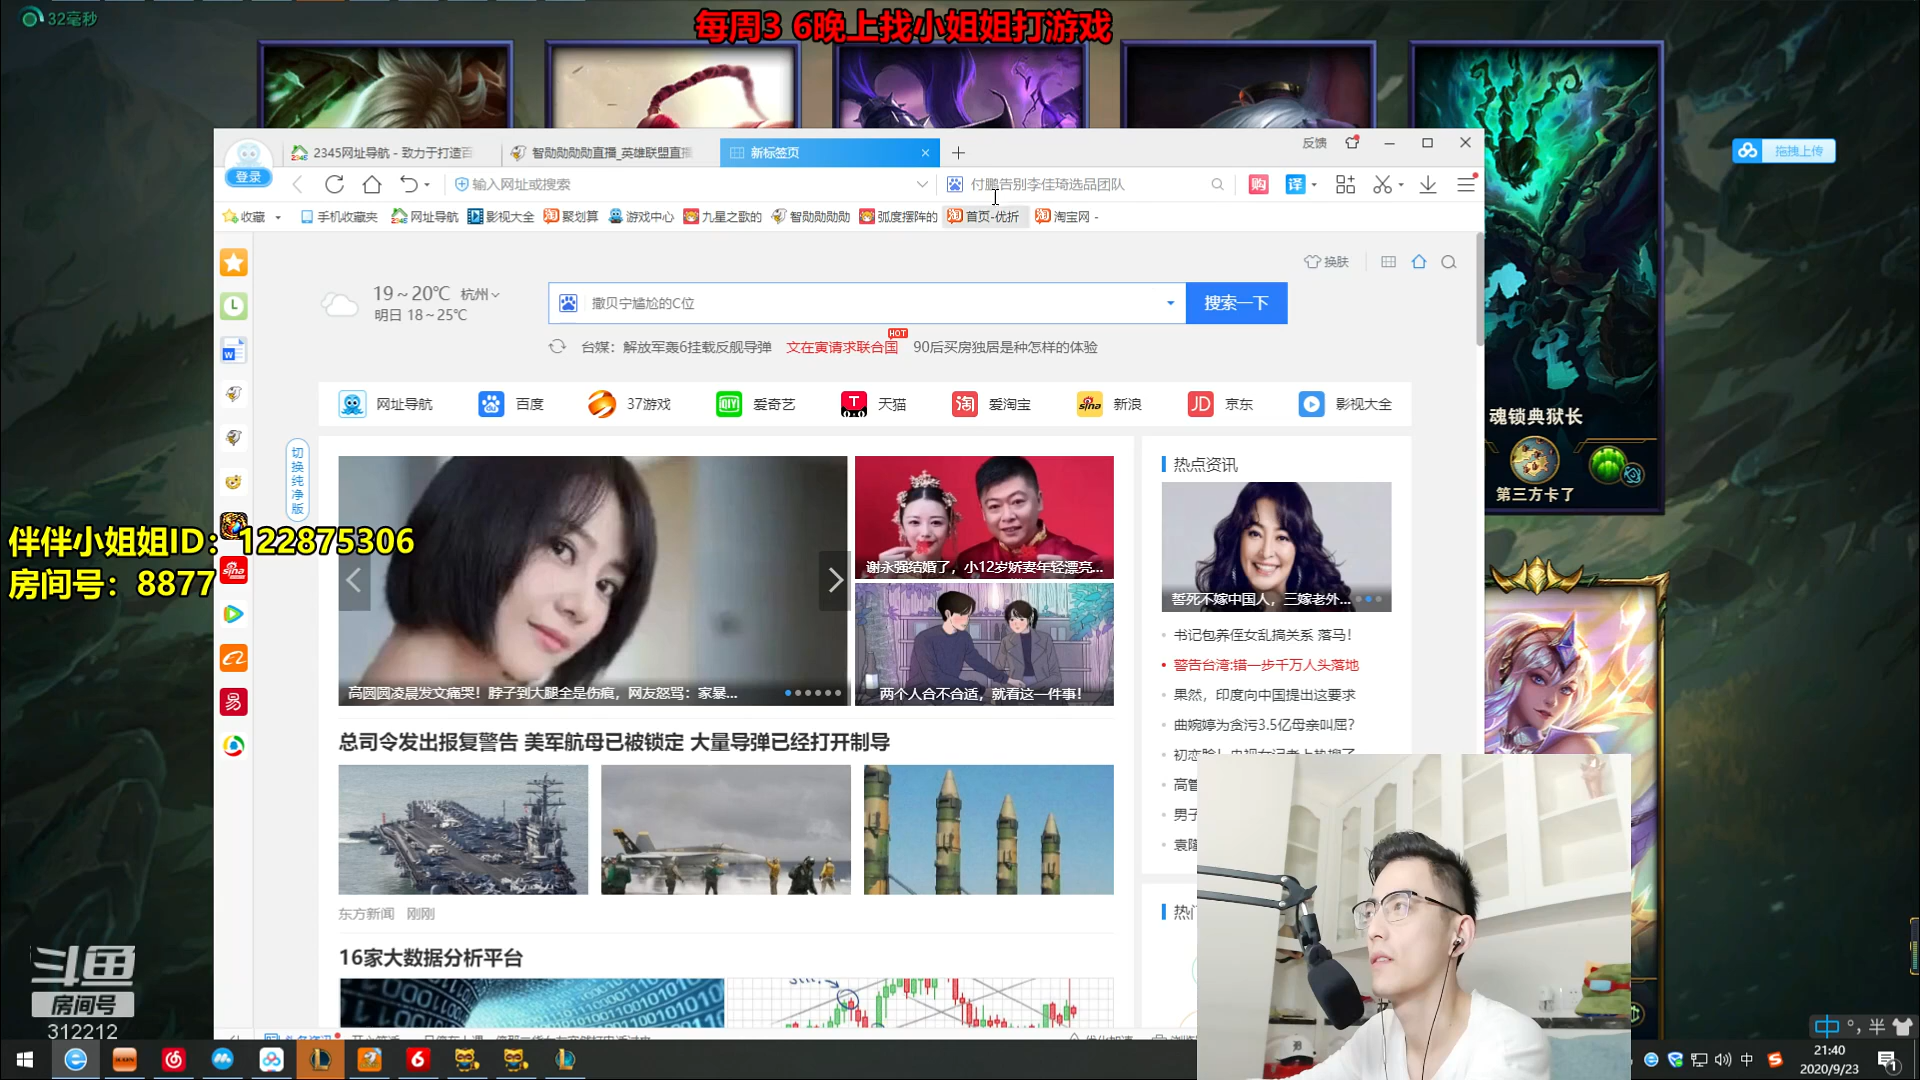 32毫秒
每周3 6晚上找小姐姐打游戏
登录
2345网址导航 - 致力于打造百
智勋勋勋勋直播_英雄联盟直播
新标签页
反馈
输入网址或搜索
付鹏告别李佳琦选品团队
购
译
收藏
手机收藏夹
网址导航
影视大全
聚划算
游戏中心
九星之歌的
智勋勋勋勋
弧度摆阵的
首页-优折
淘宝网 -
拖拽上传
换肤
19～20℃ 杭州
明日 18～25℃
撒贝宁尴尬的C位
搜索一下
台媒：解放军轰6挂载反舰导弹
文在寅请求联合国
HOT
90后买房独居是种怎样的体验
网址导航
百度
37游戏
爱奇艺
天猫
爱淘宝
新浪
京东
影视大全
切换纯净版
高圆圆凌晨发文痛哭！脖子到大腿全是伤痕，网友怒骂：家暴...
谢永强结婚了，小12岁娇妻年轻漂亮...
两个人合不合适，就看这一件事！
热点资讯
誓死不嫁中国人，三嫁老外...
书记包养侄女乱搞关系 落马！
警告台湾:错一步千万人头落地
果然，印度向中国提出这要求
曲婉婷为贪污3.5亿母亲叫屈?
高管
男子
袁隆
总司令发出报复警告 美军航母已被锁定 大量导弹已经打开制导
东方新闻 刚刚
16家大数据分析平台
魂锁典狱长
第三方卡了
伴伴小姐姐ID：122875306
房间号：8877
斗鱼
房间号
312212
中 °, 半
中
21:40
2020/9/23